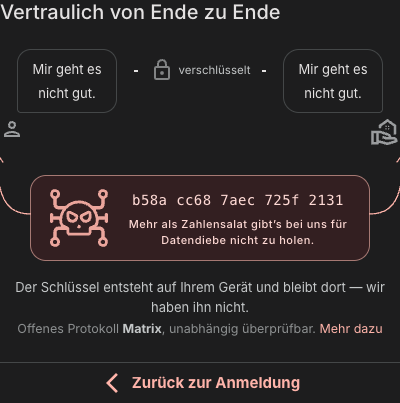 Vertraulich von Ende zu Ende
Mir geht es
nicht gut.
- verschlüsselt -
Mir geht es
nicht gut.
b58a cc68 7aec 725f 2131
Mehr als Zahlensalat gibt's bei uns für
Datendiebe nicht zu holen.
Der Schlüssel entsteht auf Ihrem Gerät und bleibt dort — wir
haben ihn nicht.
Offenes Protokoll Matrix, unabhängig überprüfbar. Mehr dazu
Zurück zur Anmeldung